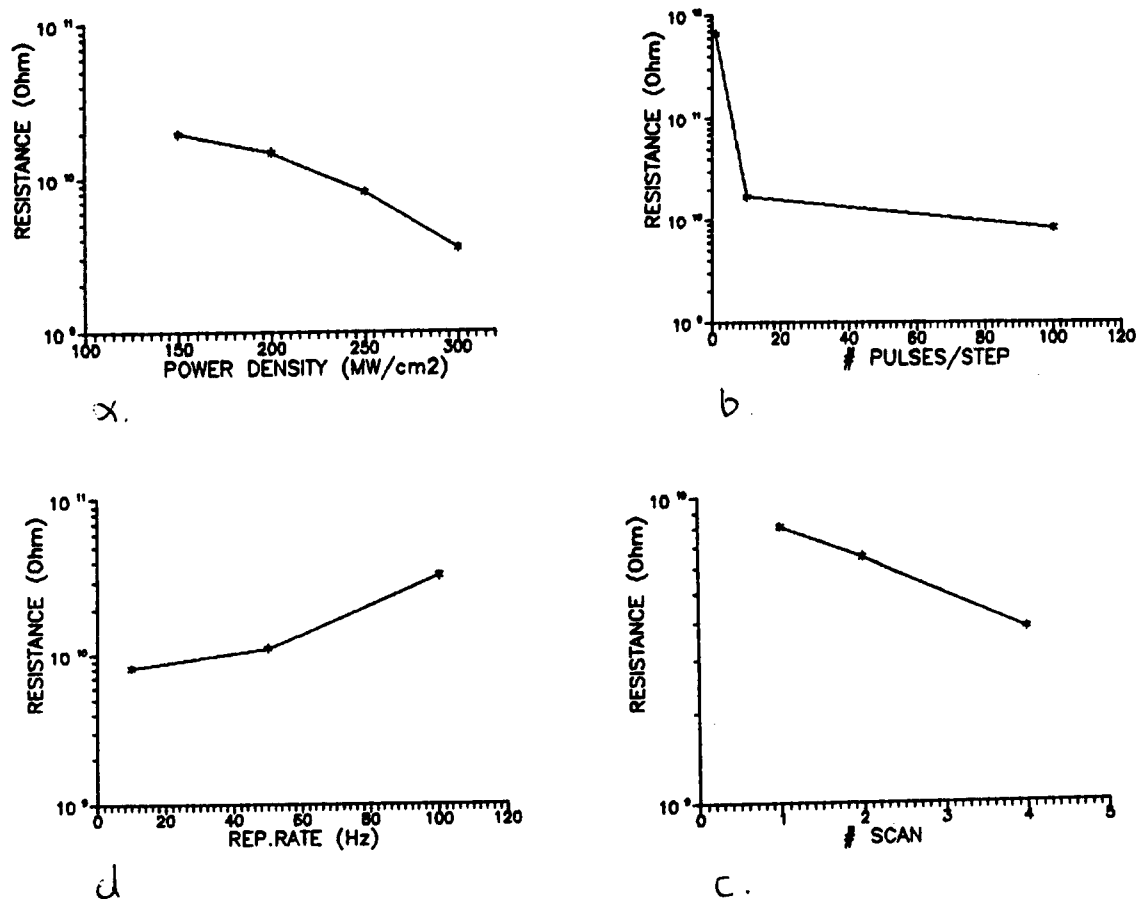 RESISTANCE (Ohm)
10 11
10 10
10 9
100 150 200 250 300
POWER DENSITY (MW/cm2)
a.
RESISTANCE (Ohm)
10 12
10 11
10 10
10 9
0 20 40 60 80 100 120
# PULSES/STEP
b.
RESISTANCE (Ohm)
10 11
10 10
10 9
0 20 40 60 80 100 120
REP.RATE (Hz)
d
RESISTANCE (Ohm)
10 10
10 9
0 1 2 3 4 5
# SCAN
c.